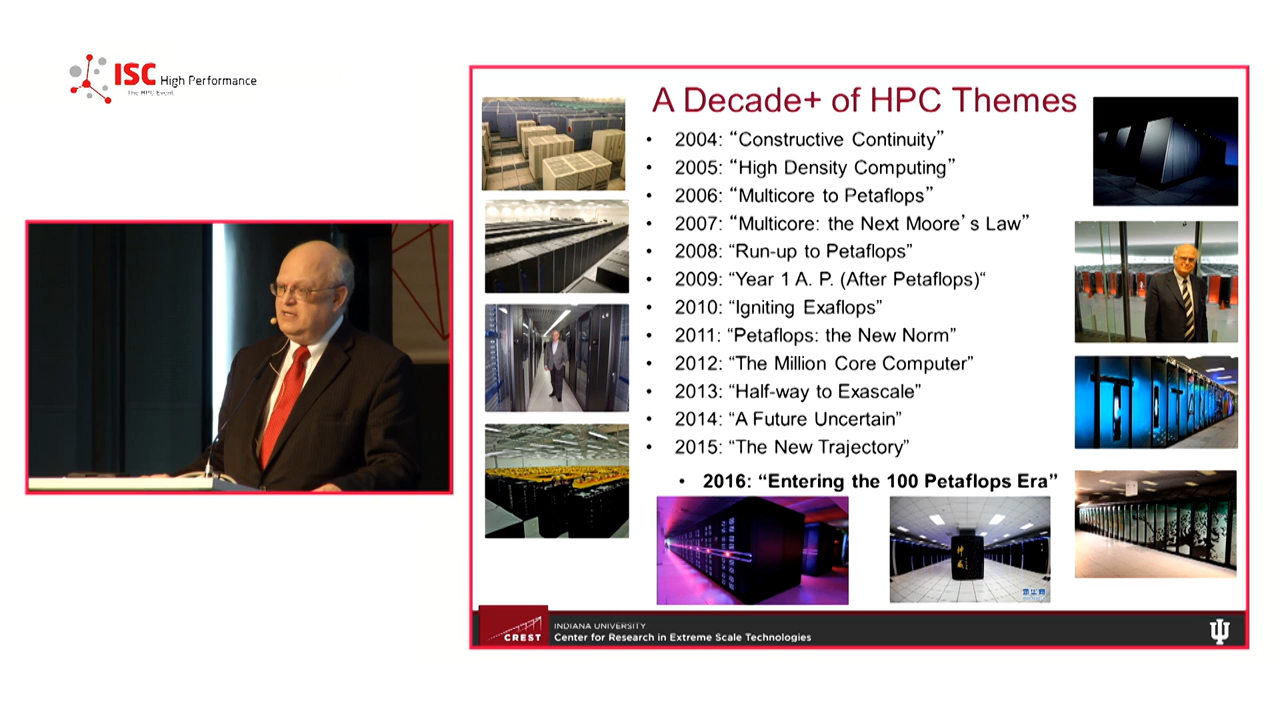 ISC High Performance
The HPC Event.
A Decade+ of HPC Themes
• 2004: “Constructive Continuity”
• 2005: “High Density Computing”
• 2006: “Multicore to Petaflops”
• 2007: “Multicore: the Next Moore’s Law”
• 2008: “Run-up to Petaflops”
• 2009: “Year 1 A. P. (After Petaflops)“
• 2010: “Igniting Exaflops”
• 2011: “Petaflops: the New Norm”
• 2012: “The Million Core Computer”
• 2013: “Half-way to Exascale”
• 2014: “A Future Uncertain”
• 2015: “The New Trajectory”
• 2016: “Entering the 100 Petaflops Era”
TITAN
神威
CREST
INDIANA UNIVERSITY
Center for Research in Extreme Scale Technologies